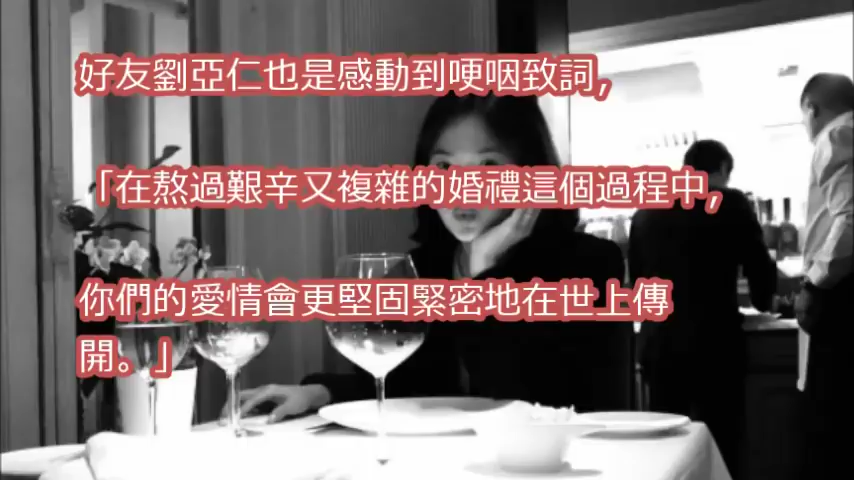 好友劉亞仁也是感動到哽咽致詞，
「在熬過艱辛又複雜的婚禮這個過程中，
你們的愛情會更堅固緊密地在世上傳
開。」